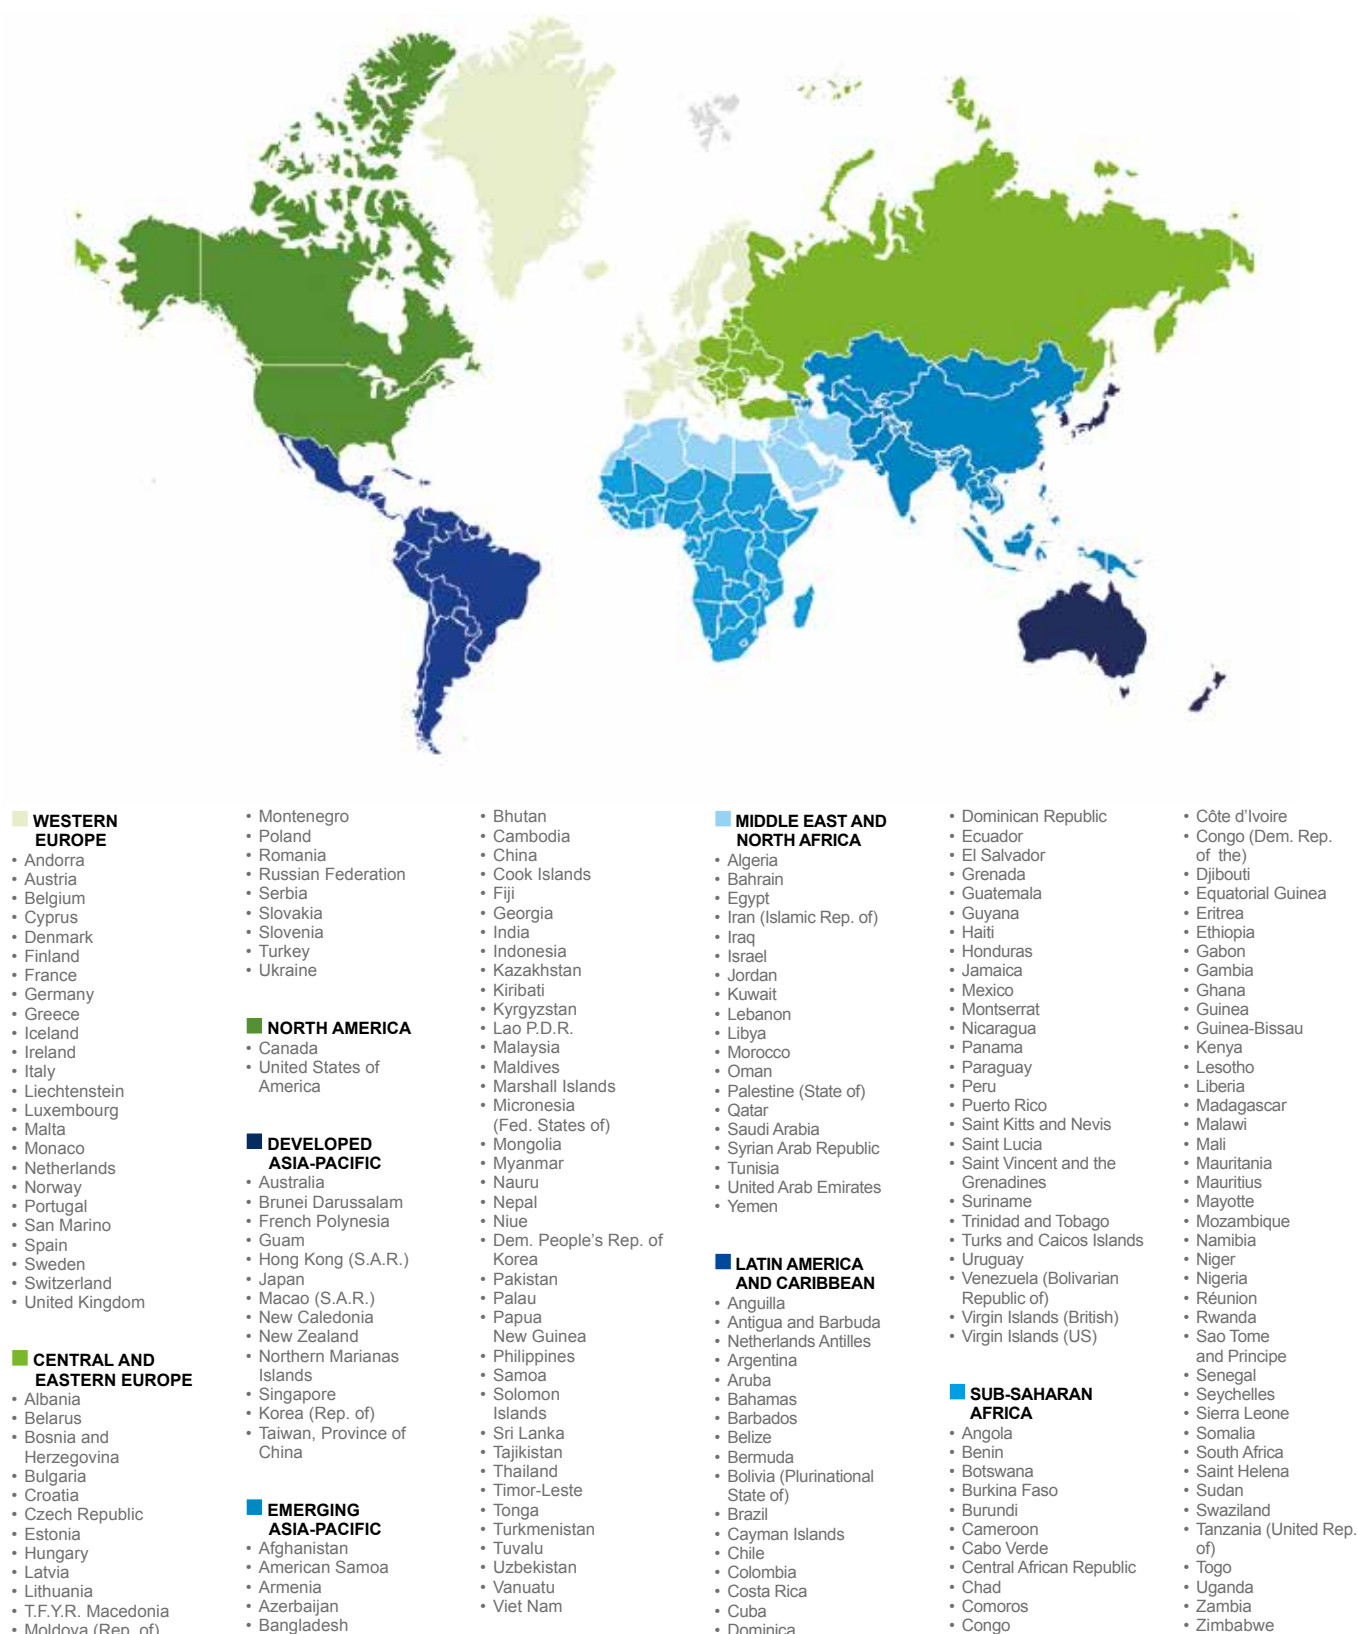 WESTERN
EUROPE
• Andorra
• Austria
• Belgium
• Cyprus
• Denmark
• Finland
• France
• Germany
• Greece
• Iceland
• Ireland
• Italy
• Liechtenstein
• Luxembourg
• Malta
• Monaco
• Netherlands
• Norway
• Portugal
• San Marino
• Spain
• Sweden
• Switzerland
• United Kingdom
CENTRAL AND
EASTERN EUROPE
• Albania
• Belarus
• Bosnia and
Herzegovina
• Bulgaria
• Croatia
• Czech Republic
• Estonia
• Hungary
• Latvia
• Lithuania
• T.F.Y.R. Macedonia
• Moldova (Rep. of)
• Montenegro
• Poland
• Romania
• Russian Federation
• Serbia
• Slovakia
• Slovenia
• Turkey
• Ukraine
NORTH AMERICA
• Canada
• United States of
America
DEVELOPED
ASIA-PACIFIC
• Australia
• Brunei Darussalam
• French Polynesia
• Guam
• Hong Kong (S.A.R.)
• Japan
• Macao (S.A.R.)
• New Caledonia
• New Zealand
• Northern Marianas
Islands
• Singapore
• Korea (Rep. of)
• Taiwan, Province of
China
EMERGING
ASIA-PACIFIC
• Afghanistan
• American Samoa
• Armenia
• Azerbaijan
• Bangladesh
• Bhutan
• Cambodia
• China
• Cook Islands
• Fiji
• Georgia
• India
• Indonesia
• Kazakhstan
• Kiribati
• Kyrgyzstan
• Lao P.D.R.
• Malaysia
• Maldives
• Marshall Islands
• Micronesia
(Fed. States of)
• Mongolia
• Myanmar
• Nauru
• Nepal
• Niue
• Dem. People's Rep. of
Korea
• Pakistan
• Palau
• Papua
New Guinea
• Philippines
• Samoa
• Solomon
Islands
• Sri Lanka
• Tajikistan
• Thailand
• Timor-Leste
• Tonga
• Turkmenistan
• Tuvalu
• Uzbekistan
• Vanuatu
• Viet Nam
MIDDLE EAST AND
NORTH AFRICA
• Algeria
• Bahrain
• Egypt
• Iran (Islamic Rep. of)
• Iraq
• Israel
• Jordan
• Kuwait
• Lebanon
• Libya
• Morocco
• Oman
• Palestine (State of)
• Qatar
• Saudi Arabia
• Syrian Arab Republic
• Tunisia
• United Arab Emirates
• Yemen
LATIN AMERICA
AND CARIBBEAN
• Anguilla
• Antigua and Barbuda
• Netherlands Antilles
• Argentina
• Aruba
• Bahamas
• Barbados
• Belize
• Bermuda
• Bolivia (Plurinational
State of)
• Brazil
• Cayman Islands
• Chile
• Colombia
• Costa Rica
• Cuba
• Dominica
• Dominican Republic
• Ecuador
• El Salvador
• Grenada
• Guatemala
• Guyana
• Haiti
• Honduras
• Jamaica
• Mexico
• Montserrat
• Nicaragua
• Panama
• Paraguay
• Peru
• Puerto Rico
• Saint Kitts and Nevis
• Saint Lucia
• Saint Vincent and the
Grenadines
• Suriname
• Trinidad and Tobago
• Turks and Caicos Islands
• Uruguay
• Venezuela (Bolivarian
Republic of)
• Virgin Islands (British)
• Virgin Islands (US)
SUB-SAHARAN
AFRICA
• Angola
• Benin
• Botswana
• Burkina Faso
• Burundi
• Cameroon
• Cabo Verde
• Central African Republic
• Chad
• Comoros
• Congo
• Côte d'Ivoire
• Congo (Dem. Rep.
of the)
• Djibouti
• Equatorial Guinea
• Eritrea
• Ethiopia
• Gabon
• Gambia
• Ghana
• Guinea
• Guinea-Bissau
• Kenya
• Lesotho
• Liberia
• Madagascar
• Malawi
• Mali
• Mauritania
• Mauritius
• Mayotte
• Mozambique
• Namibia
• Niger
• Nigeria
• Réunion
• Rwanda
• Sao Tome
and Principe
• Senegal
• Seychelles
• Sierra Leone
• Somalia
• South Africa
• Saint Helena
• Sudan
• Swaziland
• Tanzania (United Rep.
of)
• Togo
• Uganda
• Zambia
• Zimbabwe